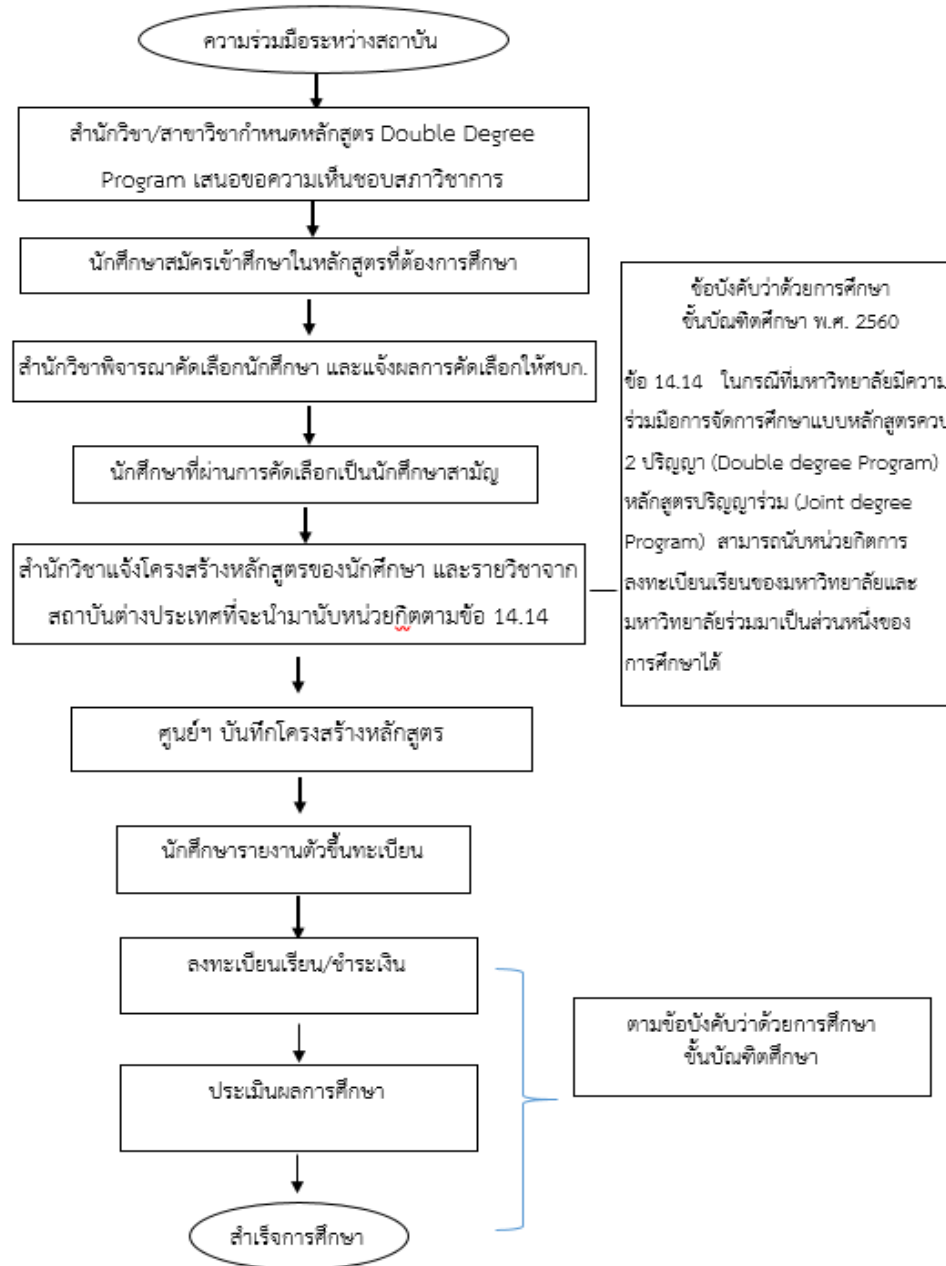 ความร่วมมือระหว่างสถาบัน
สำนักวิชา/สาขาวิชากำหนดหลักสูตร Double Degree
Program เสนอขอความเห็นชอบสภาวิชาการ
นักศึกษาสมัครเข้าศึกษาในหลักสูตรที่ต้องการศึกษา
สำนักวิชาพิจารณาคัดเลือกนักศึกษา และแจ้งผลการคัดเลือกให้ศบก.
นักศึกษาที่ผ่านการคัดเลือกเป็นนักศึกษาสามัญ
สำนักวิชาแจ้งโครงสร้างหลักสูตรของนักศึกษา และรายวิชาจาก
สถาบันต่างประเทศที่จะนำมานับหน่วยกิตตามข้อ 14.14
ข้อบังคับว่าด้วยการศึกษา
ขั้นบัณฑิตศึกษา พ.ศ. 2560
ข้อ 14.14 ในกรณีที่มหาวิทยาลัยมีความ
ร่วมมือการจัดการศึกษาแบบหลักสูตรควบ
2 ปริญญา (Double degree Program)
หลักสูตรปริญญาร่วม (Joint degree
Program) สามารถนับหน่วยกิตการ
ลงทะเบียนเรียนของมหาวิทยาลัยและ
มหาวิทยาลัยร่วมมาเป็นส่วนหนึ่งของ
การศึกษาได้
ศูนย์ฯ บันทึกโครงสร้างหลักสูตร
นักศึกษารายงานตัวขึ้นทะเบียน
ลงทะเบียนเรียน/ชำระเงิน
ประเมินผลการศึกษา
สำเร็จการศึกษา
ตามข้อบังคับว่าด้วยการศึกษา
ขั้นบัณฑิตศึกษา